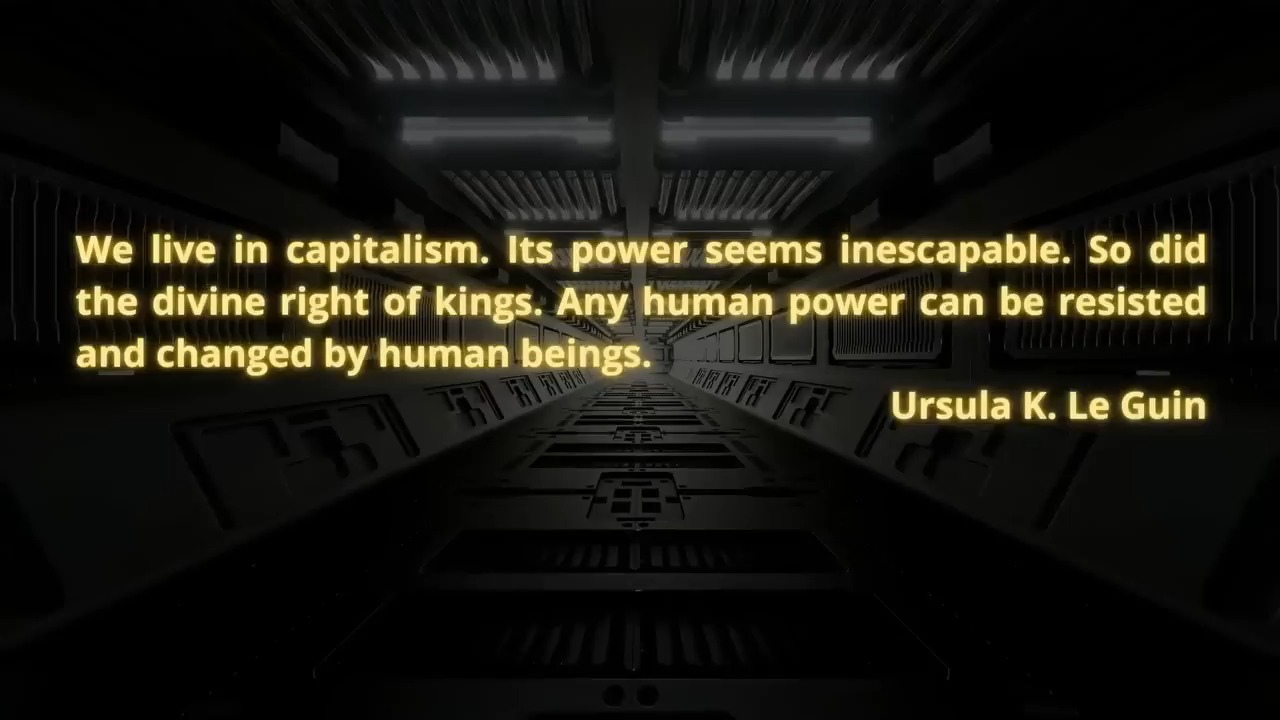 We live in capitalism. Its power seems inescapable. So did
the divine right of kings. Any human power can be resisted
and changed by human beings.
Ursula K. Le Guin